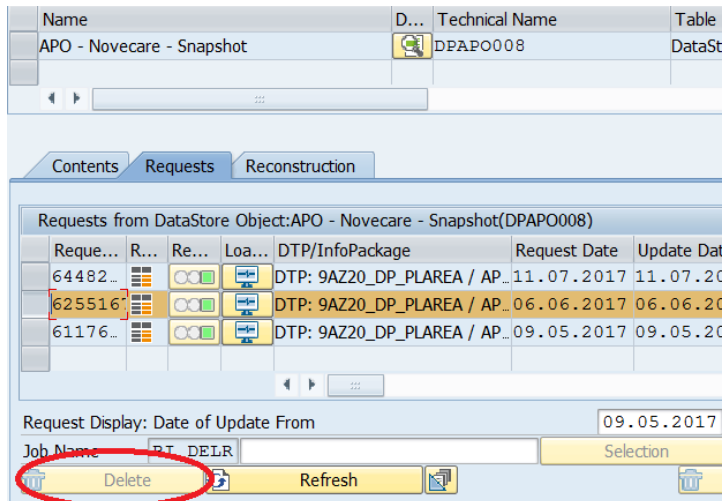 Name D... Technical Name Table
APO - Novecare - Snapshot DPAPO008 DataSt
Contents Requests Reconstruction
Requests from DataStore Object:APO - Novecare - Snapshot(DPAPO008)
Reque... R... Re... Loa... DTP/InfoPackage Request Date Update Dat
64482… DTP: 9AZ20_DP_PLAREA / AP… 11.07.2017 11.07.20
625516 DTP: 9AZ20_DP_PLAREA / AP… 06.06.2017 06.06.20
61176… DTP: 9AZ20_DP_PLAREA / AP… 09.05.2017 09.05.20
Request Display: Date of Update From 09.05.2017
Job Name BI_DELR Selection
Delete Refresh